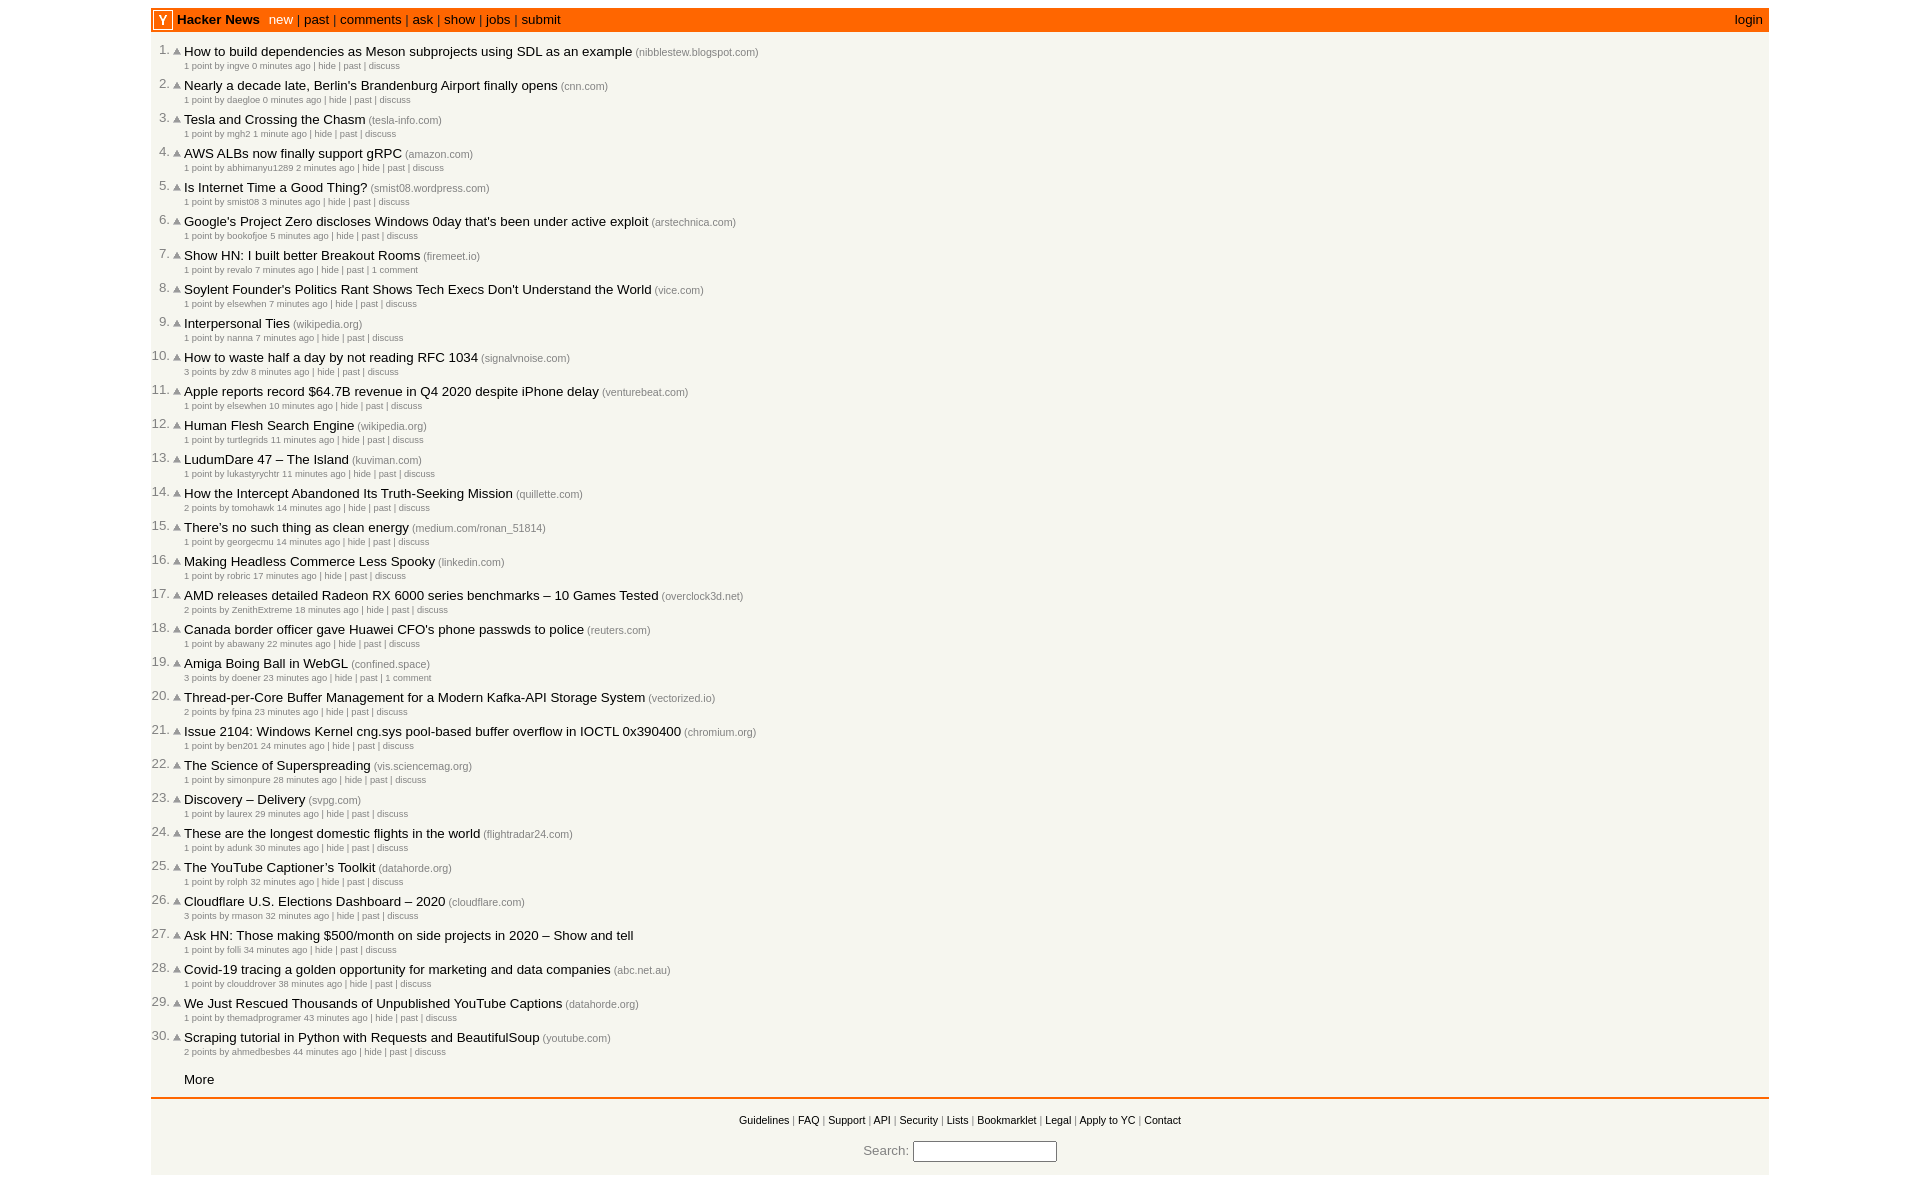 Y Hacker News new | past | comments | ask | show | jobs | submit login
1. How to build dependencies as Meson subprojects using SDL as an example (nibblestew.blogspot.com)
1 point by ingve 0 minutes ago | hide | past | discuss
2. Nearly a decade late, Berlin's Brandenburg Airport finally opens (cnn.com)
1 point by daegloe 0 minutes ago | hide | past | discuss
3. Tesla and Crossing the Chasm (tesla-info.com)
1 point by mgh2 1 minute ago | hide | past | discuss
4. AWS ALBs now finally support gRPC (amazon.com)
1 point by abhimanyu1289 2 minutes ago | hide | past | discuss
5. Is Internet Time a Good Thing? (smist08.wordpress.com)
1 point by smist08 3 minutes ago | hide | past | discuss
6. Google's Project Zero discloses Windows 0day that's been under active exploit (arstechnica.com)
1 point by bookofjoe 5 minutes ago | hide | past | discuss
7. Show HN: I built better Breakout Rooms (firemeet.io)
1 point by revalo 7 minutes ago | hide | past | 1 comment
8. Soylent Founder's Politics Rant Shows Tech Execs Don't Understand the World (vice.com)
1 point by elsewhen 7 minutes ago | hide | past | discuss
9. Interpersonal Ties (wikipedia.org)
1 point by nanna 7 minutes ago | hide | past | discuss
10. How to waste half a day by not reading RFC 1034 (signalvnoise.com)
3 points by zdw 8 minutes ago | hide | past | discuss
11. Apple reports record $64.7B revenue in Q4 2020 despite iPhone delay (venturebeat.com)
1 point by elsewhen 10 minutes ago | hide | past | discuss
12. Human Flesh Search Engine (wikipedia.org)
1 point by turtlegrids 11 minutes ago | hide | past | discuss
13. LudumDare 47 – The Island (kuviman.com)
1 point by lukastyrychtr 11 minutes ago | hide | past | discuss
14. How the Intercept Abandoned Its Truth-Seeking Mission (quillette.com)
2 points by tomohawk 14 minutes ago | hide | past | discuss
15. There’s no such thing as clean energy (medium.com/ronan_51814)
1 point by georgecmu 14 minutes ago | hide | past | discuss
16. Making Headless Commerce Less Spooky (linkedin.com)
1 point by robric 17 minutes ago | hide | past | discuss
17. AMD releases detailed Radeon RX 6000 series benchmarks – 10 Games Tested (overclock3d.net)
2 points by ZenithExtreme 18 minutes ago | hide | past | discuss
18. Canada border officer gave Huawei CFO's phone passwds to police (reuters.com)
1 point by abawany 22 minutes ago | hide | past | discuss
19. Amiga Boing Ball in WebGL (confined.space)
3 points by doener 23 minutes ago | hide | past | 1 comment
20. Thread-per-Core Buffer Management for a Modern Kafka-API Storage System (vectorized.io)
2 points by fpina 23 minutes ago | hide | past | discuss
21. Issue 2104: Windows Kernel cng.sys pool-based buffer overflow in IOCTL 0x390400 (chromium.org)
1 point by ben201 24 minutes ago | hide | past | discuss
22. The Science of Superspreading (vis.sciencemag.org)
1 point by simonpure 28 minutes ago | hide | past | discuss
23. Discovery – Delivery (svpg.com)
1 point by laurex 29 minutes ago | hide | past | discuss
24. These are the longest domestic flights in the world (flightradar24.com)
1 point by adunk 30 minutes ago | hide | past | discuss
25. The YouTube Captioner’s Toolkit (datahorde.org)
1 point by rolph 32 minutes ago | hide | past | discuss
26. Cloudflare U.S. Elections Dashboard – 2020 (cloudflare.com)
3 points by rmason 32 minutes ago | hide | past | discuss
27. Ask HN: Those making $500/month on side projects in 2020 – Show and tell
1 point by folli 34 minutes ago | hide | past | discuss
28. Covid-19 tracing a golden opportunity for marketing and data companies (abc.net.au)
1 point by clouddrover 38 minutes ago | hide | past | discuss
29. We Just Rescued Thousands of Unpublished YouTube Captions (datahorde.org)
1 point by themadprogramer 43 minutes ago | hide | past | discuss
30. Scraping tutorial in Python with Requests and BeautifulSoup (youtube.com)
2 points by ahmedbesbes 44 minutes ago | hide | past | discuss
More
Guidelines | FAQ | Support | API | Security | Lists | Bookmarklet | Legal | Apply to YC | Contact
Search: